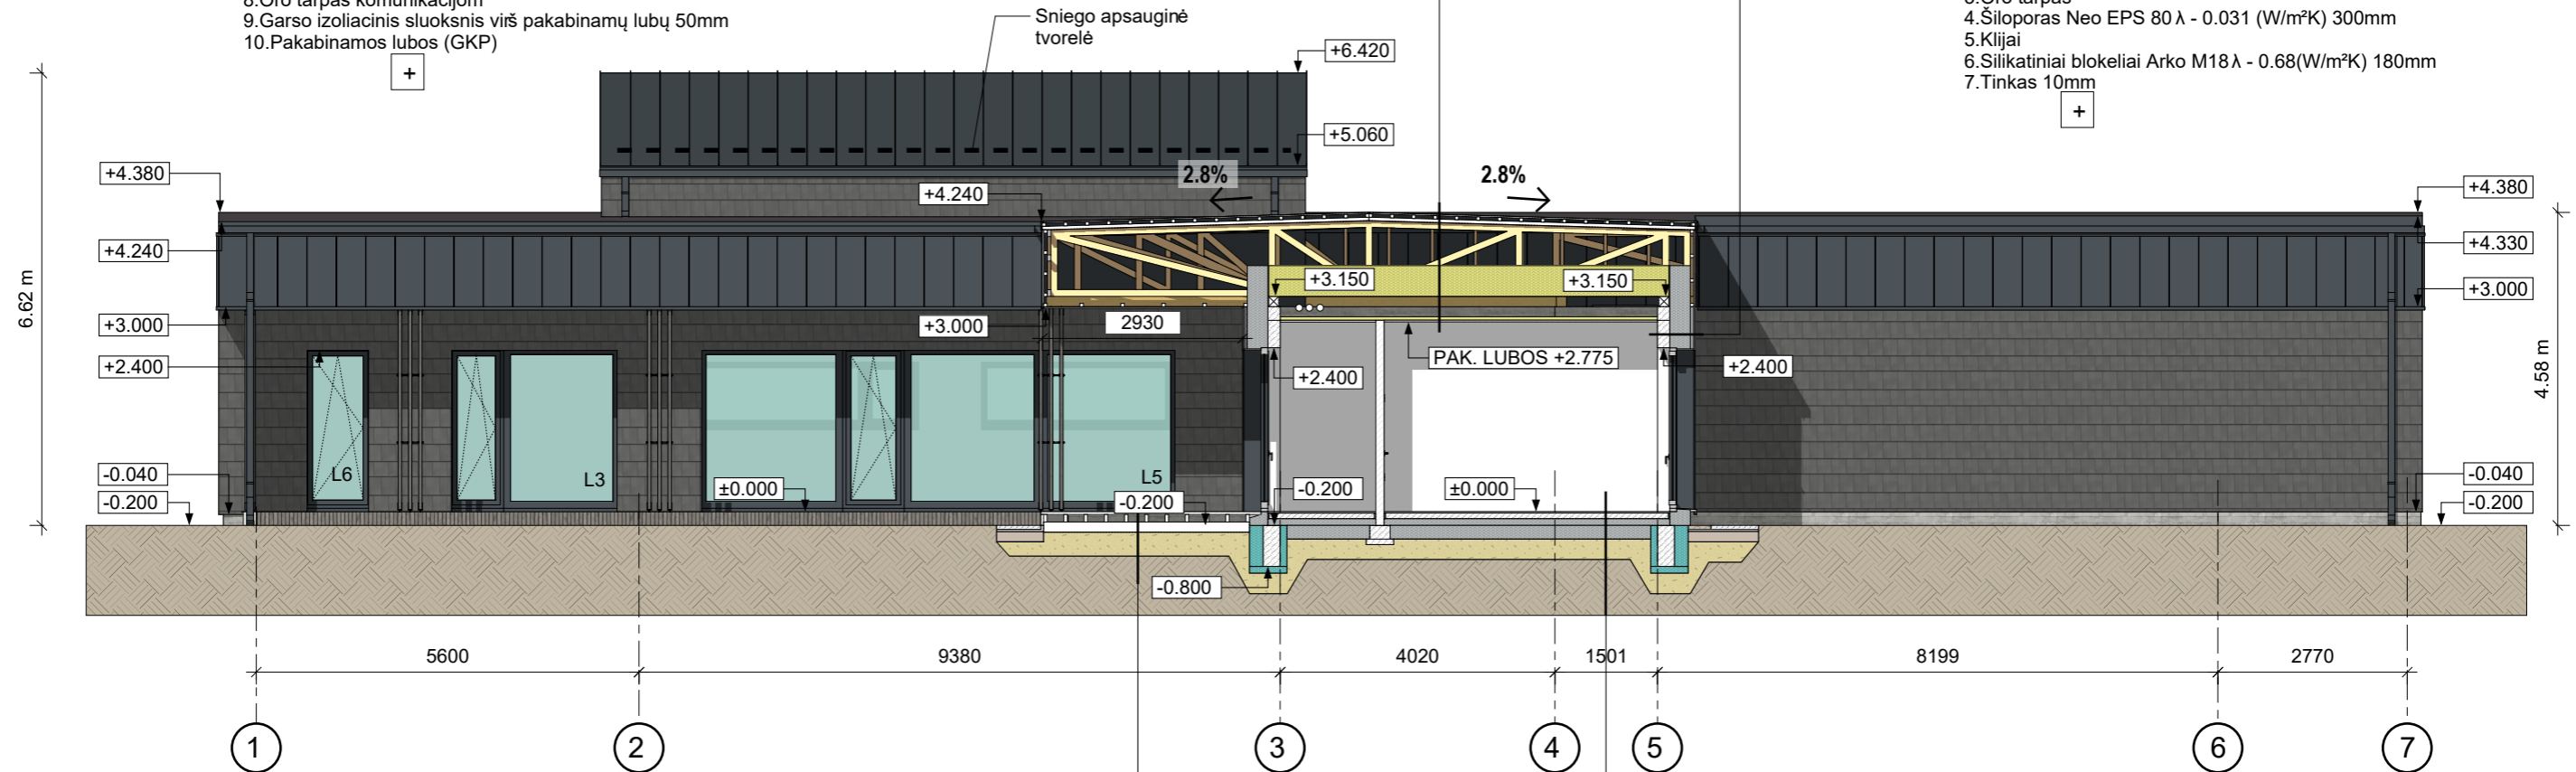 8.Oro tarpas komunikacijom
9.Garso izoliacinis sluoksnis virš pakabinamų lubų 50mm
10.Pakabinamos lubos (GKP)
+
Sniego apsauginė
tvorelė
3.Oro tarpas
4.Šiloporas Neo EPS 80 λ - 0.031 (W/m²K) 300mm
5.Klijai
6.Silikatiniai blokeliai Arko M18 λ - 0.68(W/m²K) 180mm
7.Tinkas 10mm
+
+6.420
+5.060
2.8%
2.8%
+4.380
+4.240
+4.380
+4.240
+4.330
+3.150
+3.150
+3.000
+3.000
+3.000
2930
6.62 m
PAK. LUBOS +2.775
+2.400
+2.400
+2.400
4.58 m
L6
L3
L5
-0.040
-0.200
±0.000
-0.200
-0.200
±0.000
-0.040
-0.200
-0.800
5600
9380
4020
1501
8199
2770
1
2
3
4
5
6
7